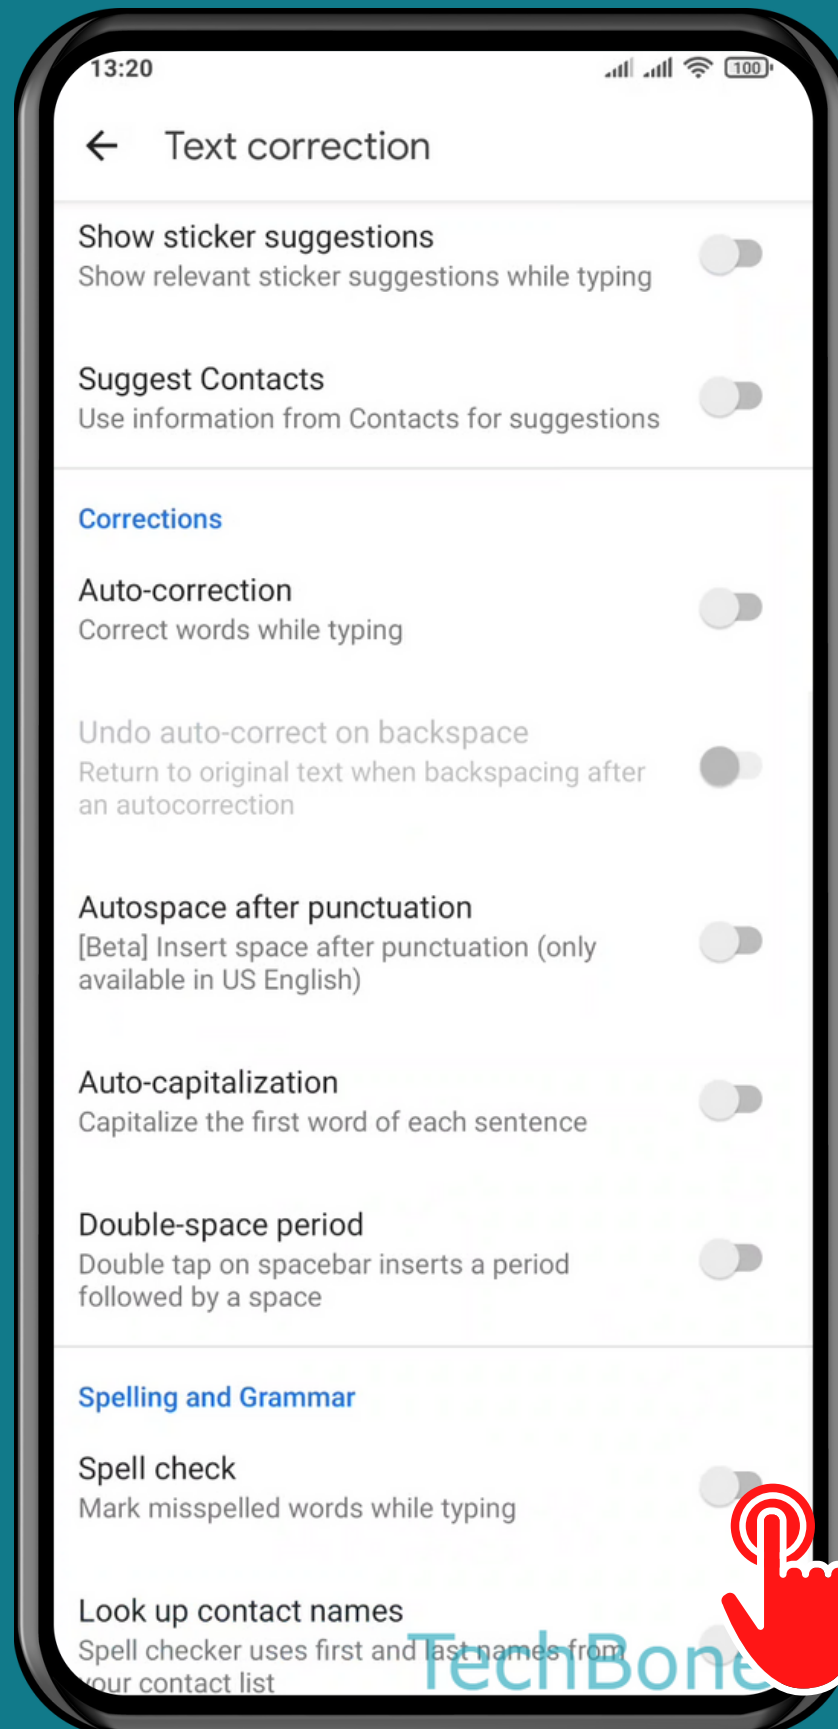 13:20
100
Text correction
Show sticker suggestions
Show relevant sticker suggestions while typing
Suggest Contacts
Use information from Contacts for suggestions
Corrections
Auto-correction
Correct words while typing
Undo auto-correct on backspace
Return to original text when backspacing after
an autocorrection
Autospace after punctuation
[Beta] Insert space after punctuation (only
available in US English)
Auto-capitalization
Capitalize the first word of each sentence
Double-space period
Double tap on spacebar inserts a period
followed by a space
Spelling and Grammar
Spell check
Mark misspelled words while typing
Look up contact names
Spell checker uses first and last names from
your contact list
TechBone